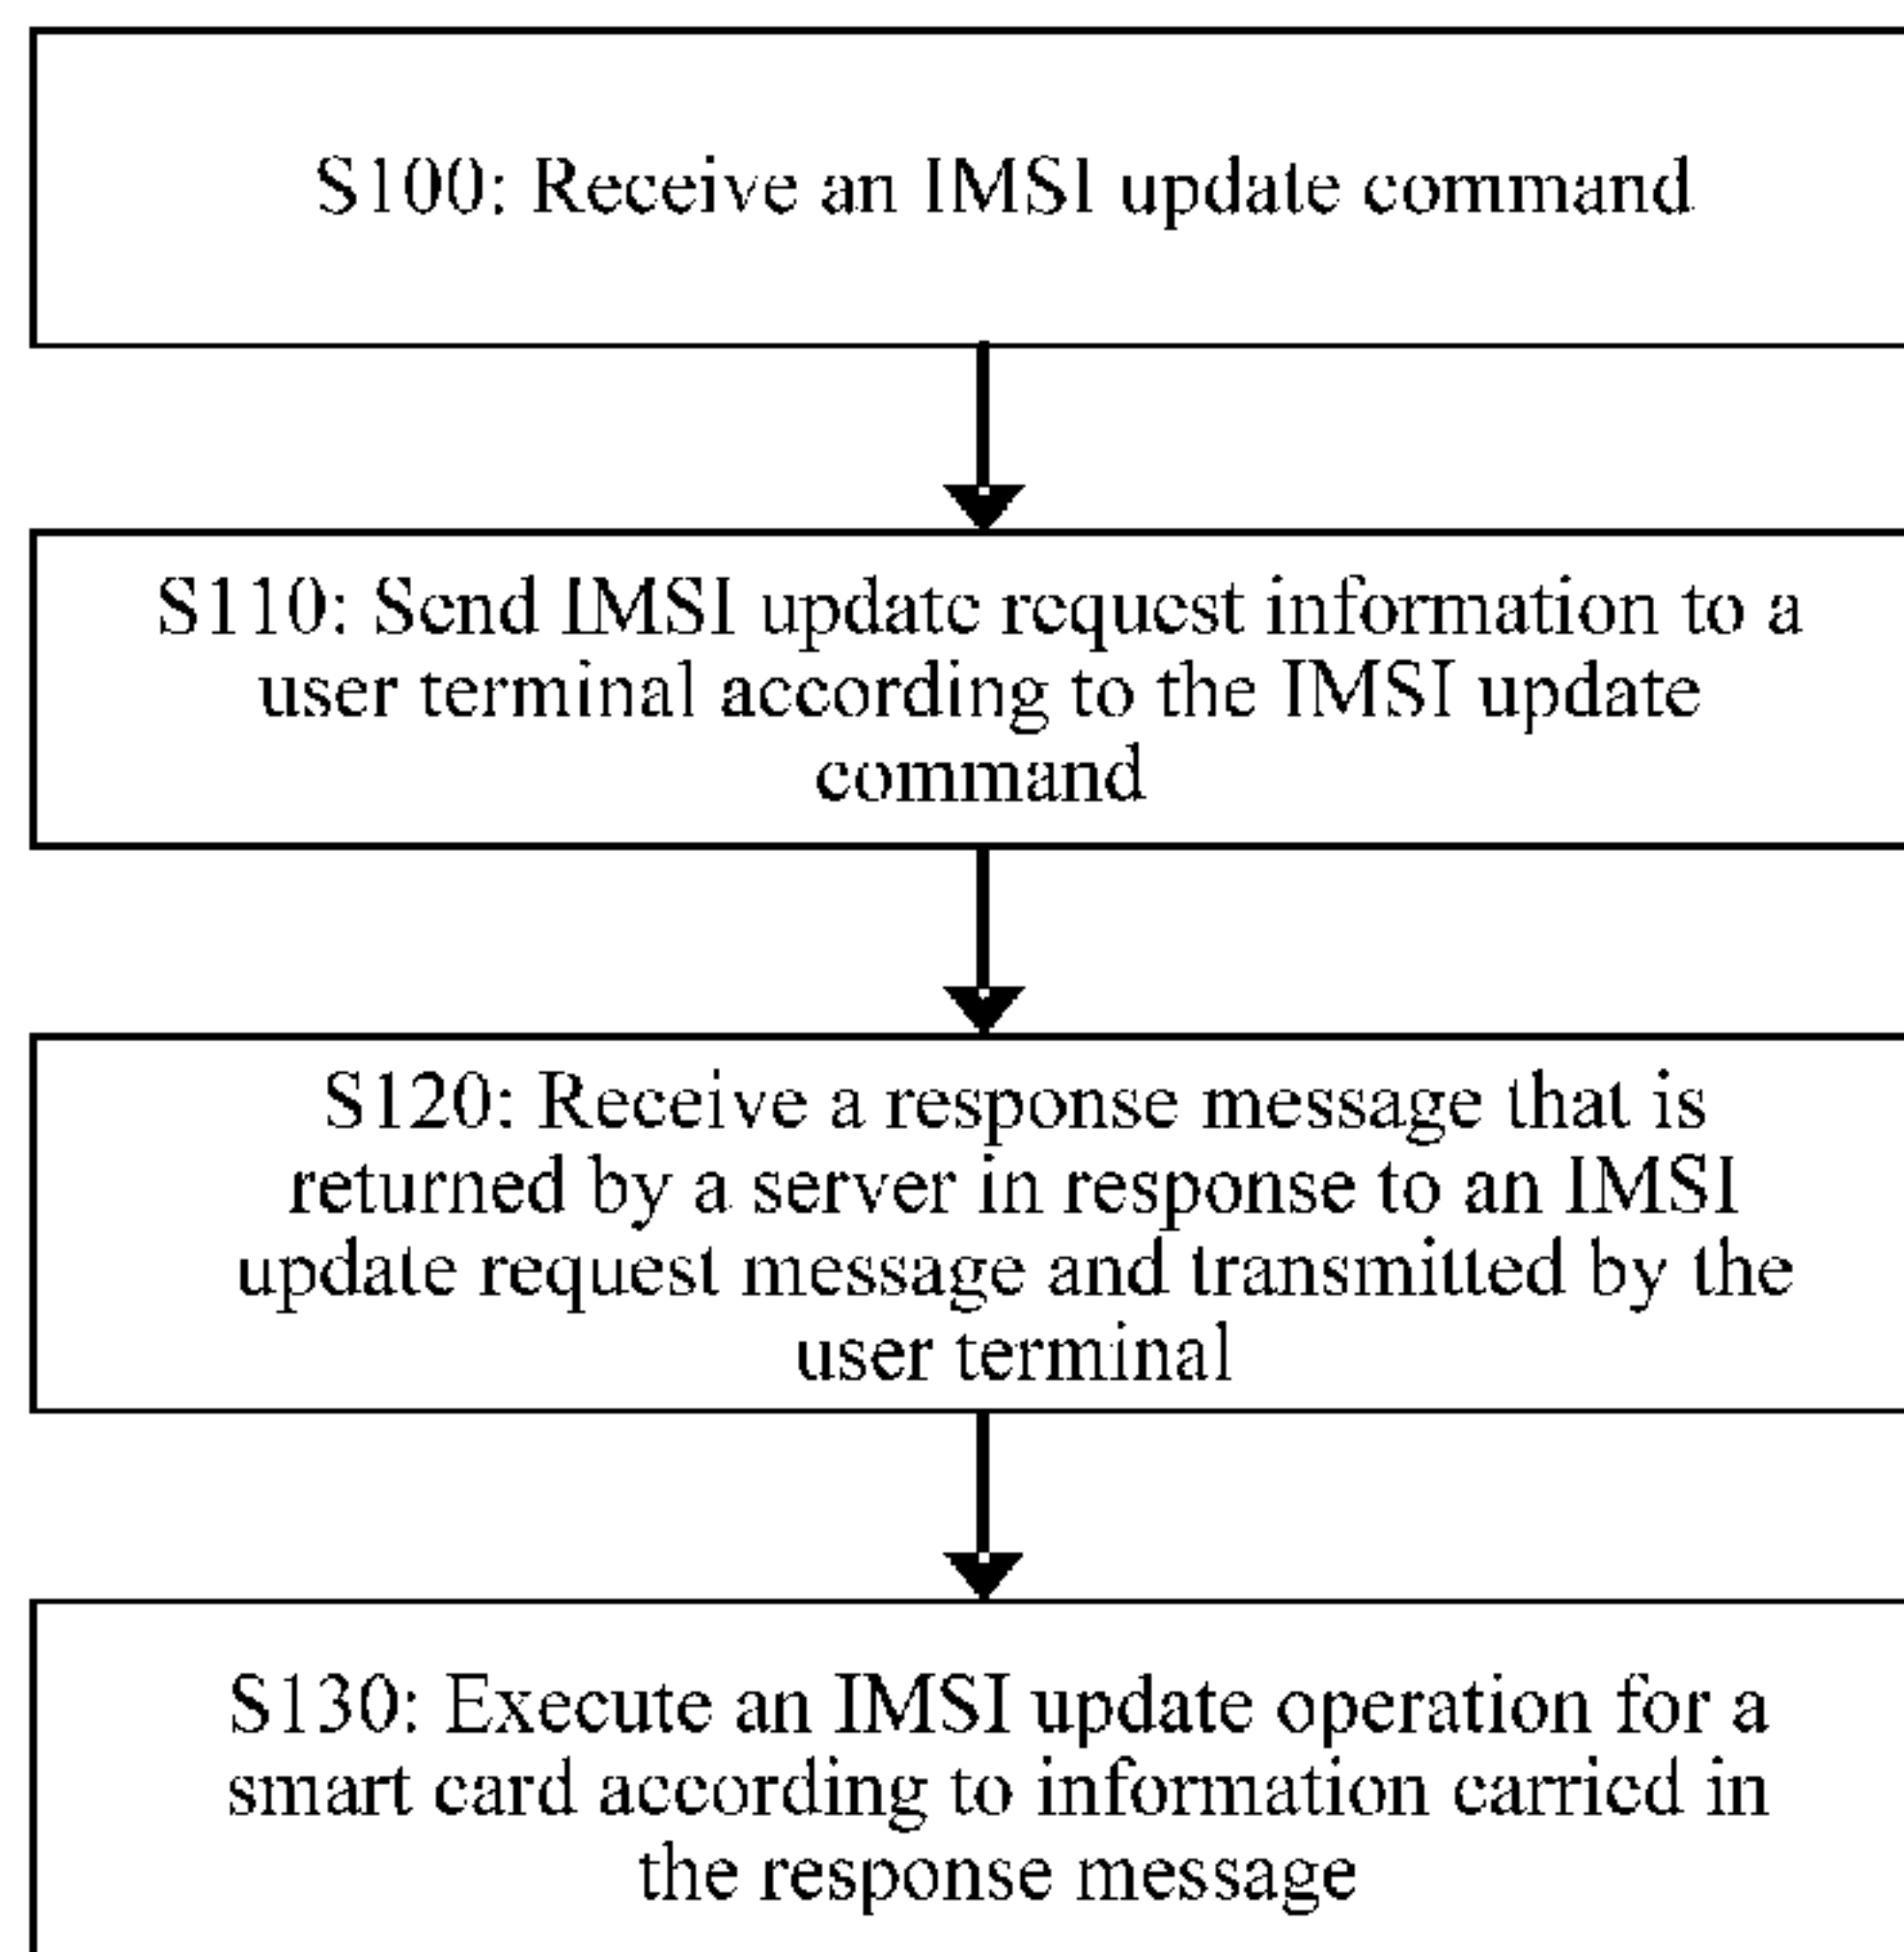 S100: Receive an IMSI update command
S110: Send IMSI update request information to a
user terminal according to the IMSI update
command
S120: Receive a response message that is
returned by a server in response to an IMSI
update request message and transmitted by the
user terminal
S130: Execute an IMSI update operation for a
smart card according to information carried in
the response message